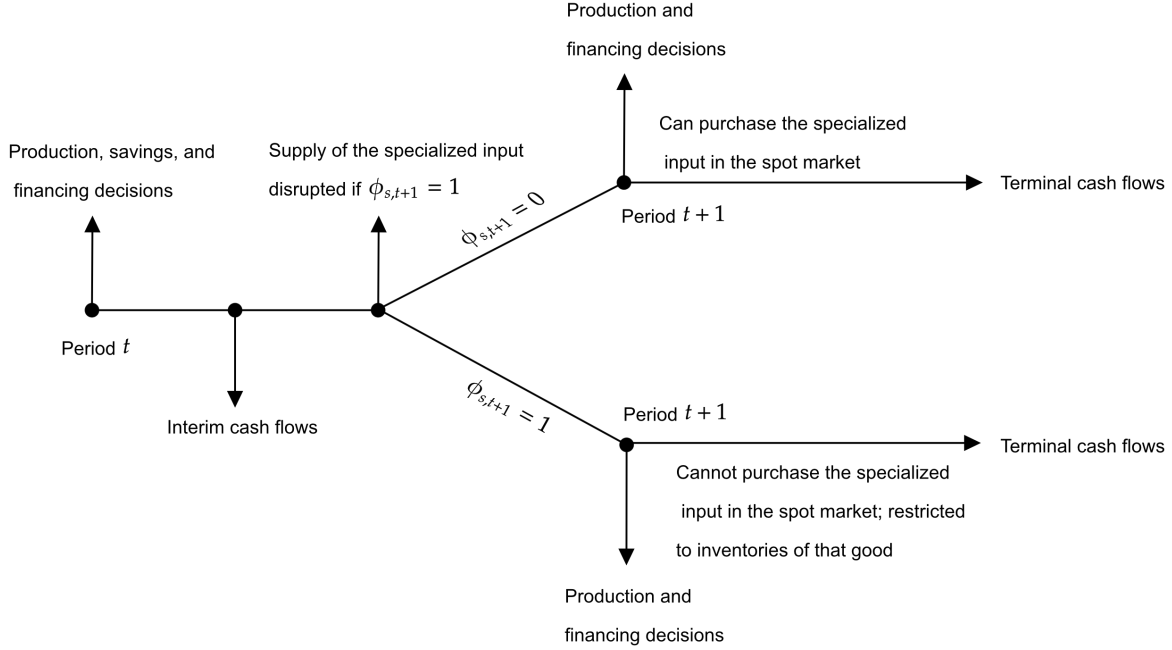 Production and
financing decisions
Can purchase the specialized
input in the spot market
Production, savings, and
financing decisions
Supply of the specialized input
disrupted if ϕ_{s,t+1} = 1
ϕ_{s,t+1} = 0
Terminal cash flows
Period t + 1
Period t
Interim cash flows
ϕ_{s,t+1} = 1
Period t + 1
Terminal cash flows
Cannot purchase the specialized
input in the spot market; restricted
to inventories of that good
Production and
financing decisions